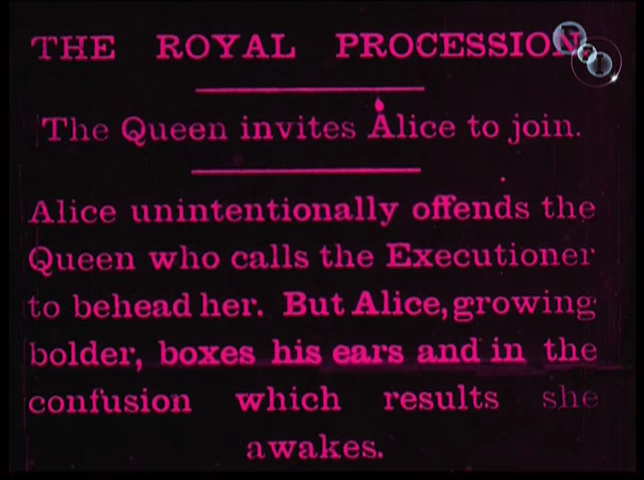 THE ROYAL PROCESSION.
The Queen invites Alice to join.
Alice unintentionally offends the
Queen who calls the Executioner
to behead her. But Alice, growing
bolder, boxes his ears and in the
confusion which results she
awakes.